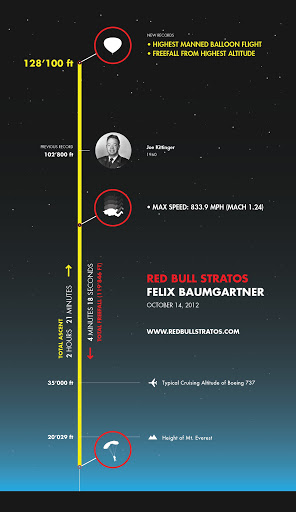 NEW RECORDS
• HIGHEST MANNED BALLOON FLIGHT
• FREEFALL FROM HIGHEST ALTITUDE
128'100 ft
PREVIOUS RECORD
102'800 ft
Joe Kittinger
1960
• MAX SPEED: 833.9 MPH (MACH 1.24)
TOTAL ASCENT
2 HOURS 21 MINUTES
4 MINUTES 18 SECONDS
TOTAL FREEFALL (119'846 FT)
RED BULL STRATOS
FELIX BAUMGARTNER
OCTOBER 14, 2012
WWW.REDBULLSTRATOS.COM
35'000 ft
Typical Cruising Altitude of Boeing 737
20'029 ft
Height of Mt. Everest